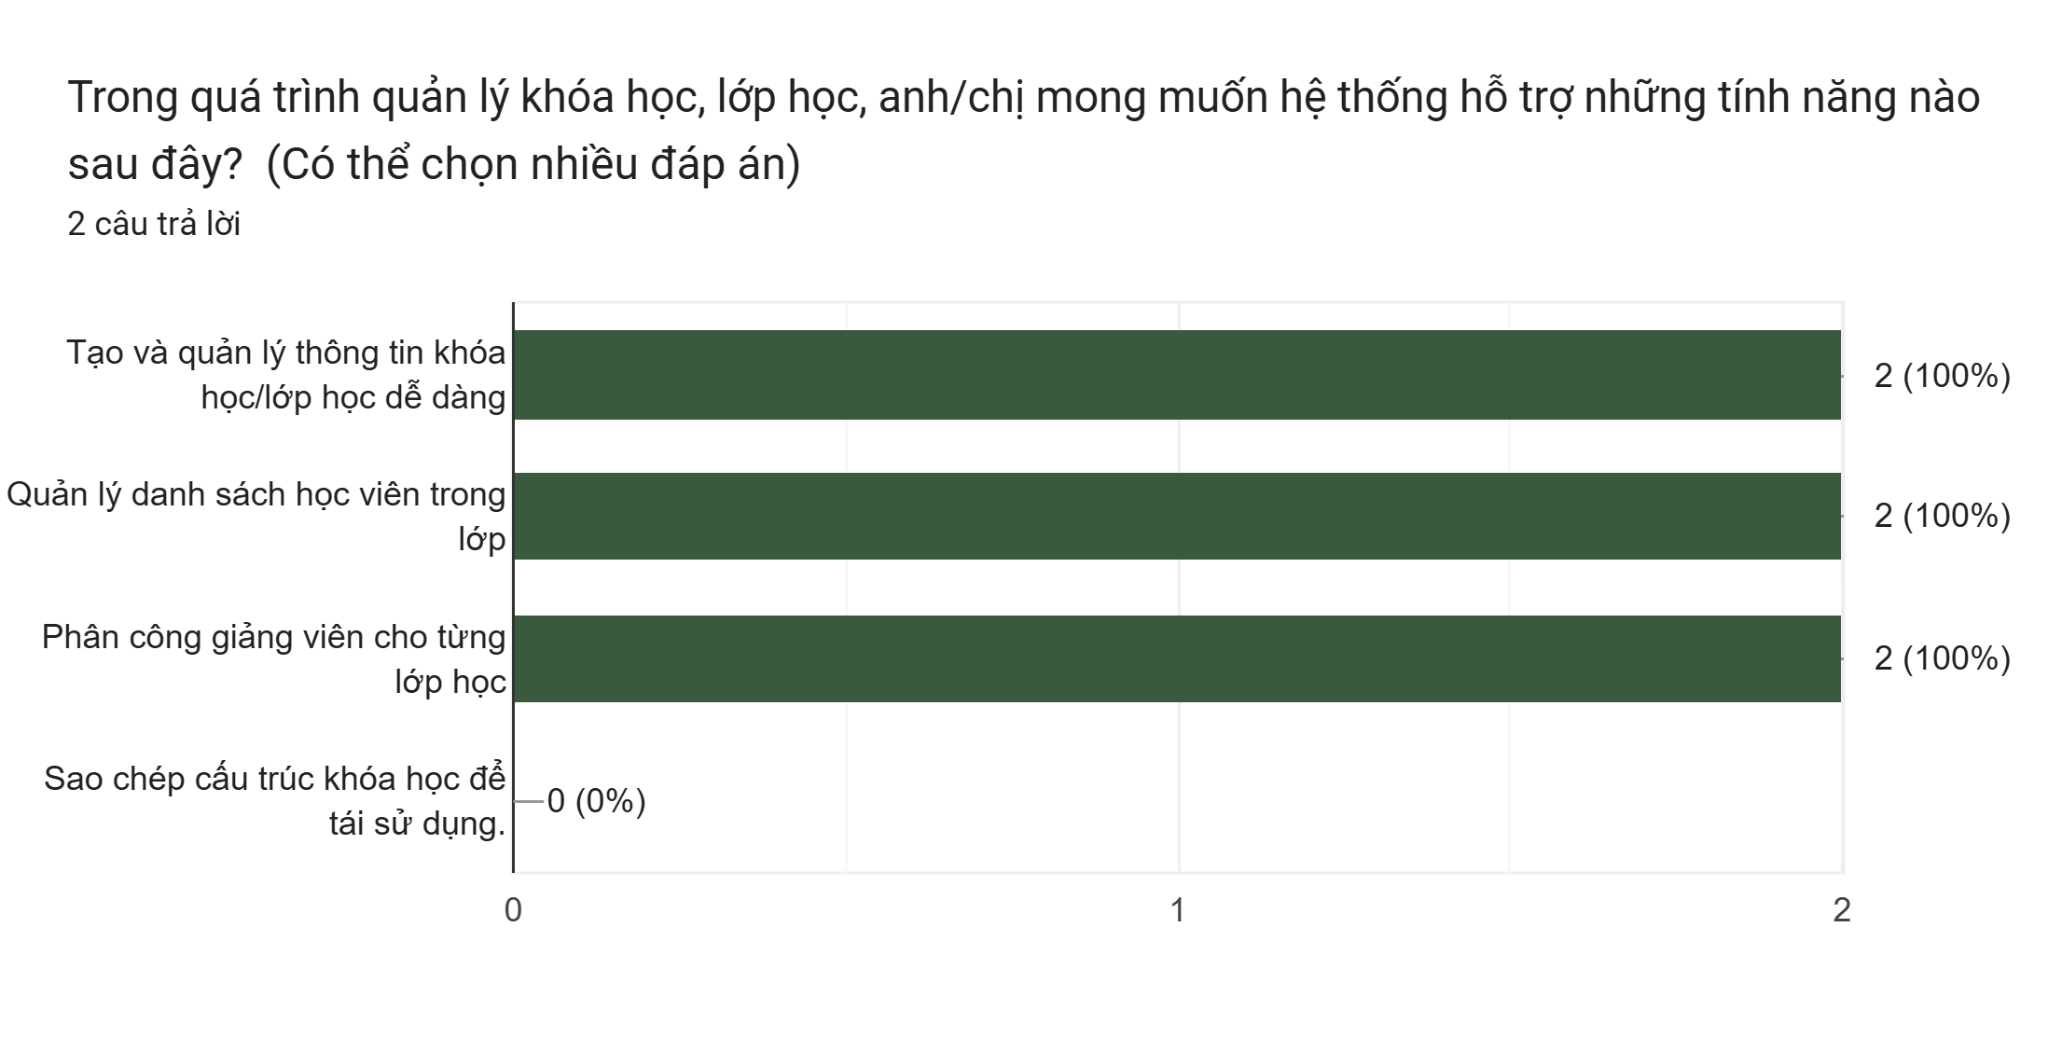 Trong quá trình quản lý khóa học, lớp học, anh/chị mong muốn hệ thống hỗ trợ những tính năng nào
sau đây?  (Có thể chọn nhiều đáp án)
2 câu trả lời
Tạo và quản lý thông tin khóa
học/lớp học dễ dàng
2 (100%)
Quản lý danh sách học viên trong
lớp
2 (100%)
Phân công giảng viên cho từng
lớp học
2 (100%)
Sao chép cấu trúc khóa học để
tái sử dụng.
0 (0%)
0 1 2